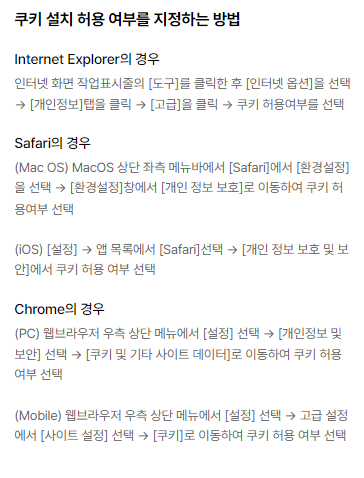 쿠키 설치 허용 여부를 지정하는 방법
Internet Explorer의 경우
인터넷 화면 작업표시줄의 [도구]를 클릭한 후 [인터넷 옵션]을 선택
→ [개인정보]탭을 클릭 → [고급]을 클릭 → 쿠키 허용여부를 선택
Safari의 경우
(Mac OS) MacOS 상단 좌측 메뉴바에서 [Safari]에서 [환경설정]
을 선택 → [환경설정]창에서 [개인 정보 보호]로 이동하여 쿠키 허
용여부 선택
(iOS) [설정] → 앱 목록에서 [Safari]선택 → [개인 정보 보호 및 보
안]에서 쿠키 허용 여부 선택
Chrome의 경우
(PC) 웹브라우저 우측 상단 메뉴에서 [설정] 선택 → [개인정보 및
보안] 선택 → [쿠키 및 기타 사이트 데이터]로 이동하여 쿠키 허용
여부 선택
(Mobile) 웹브라우저 우측 상단 메뉴에서 [설정] 선택 → 고급 설정
에서 [사이트 설정] 선택 → [쿠키]로 이동하여 쿠키 허용 여부 선택